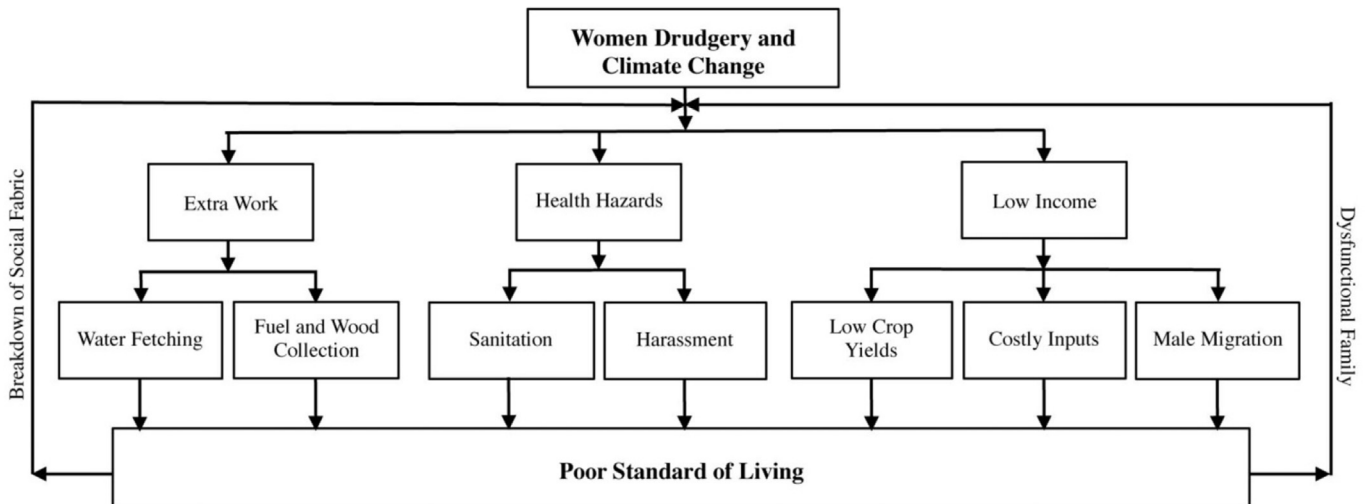 Women Drudgery and
Climate Change
Breakdown of Social Fabric
Dysfunctional Family
Extra Work
Health Hazards
Low Income
Water Fetching
Fuel and Wood
Collection
Sanitation
Harassment
Low Crop
Yields
Costly Inputs
Male Migration
Poor Standard of Living